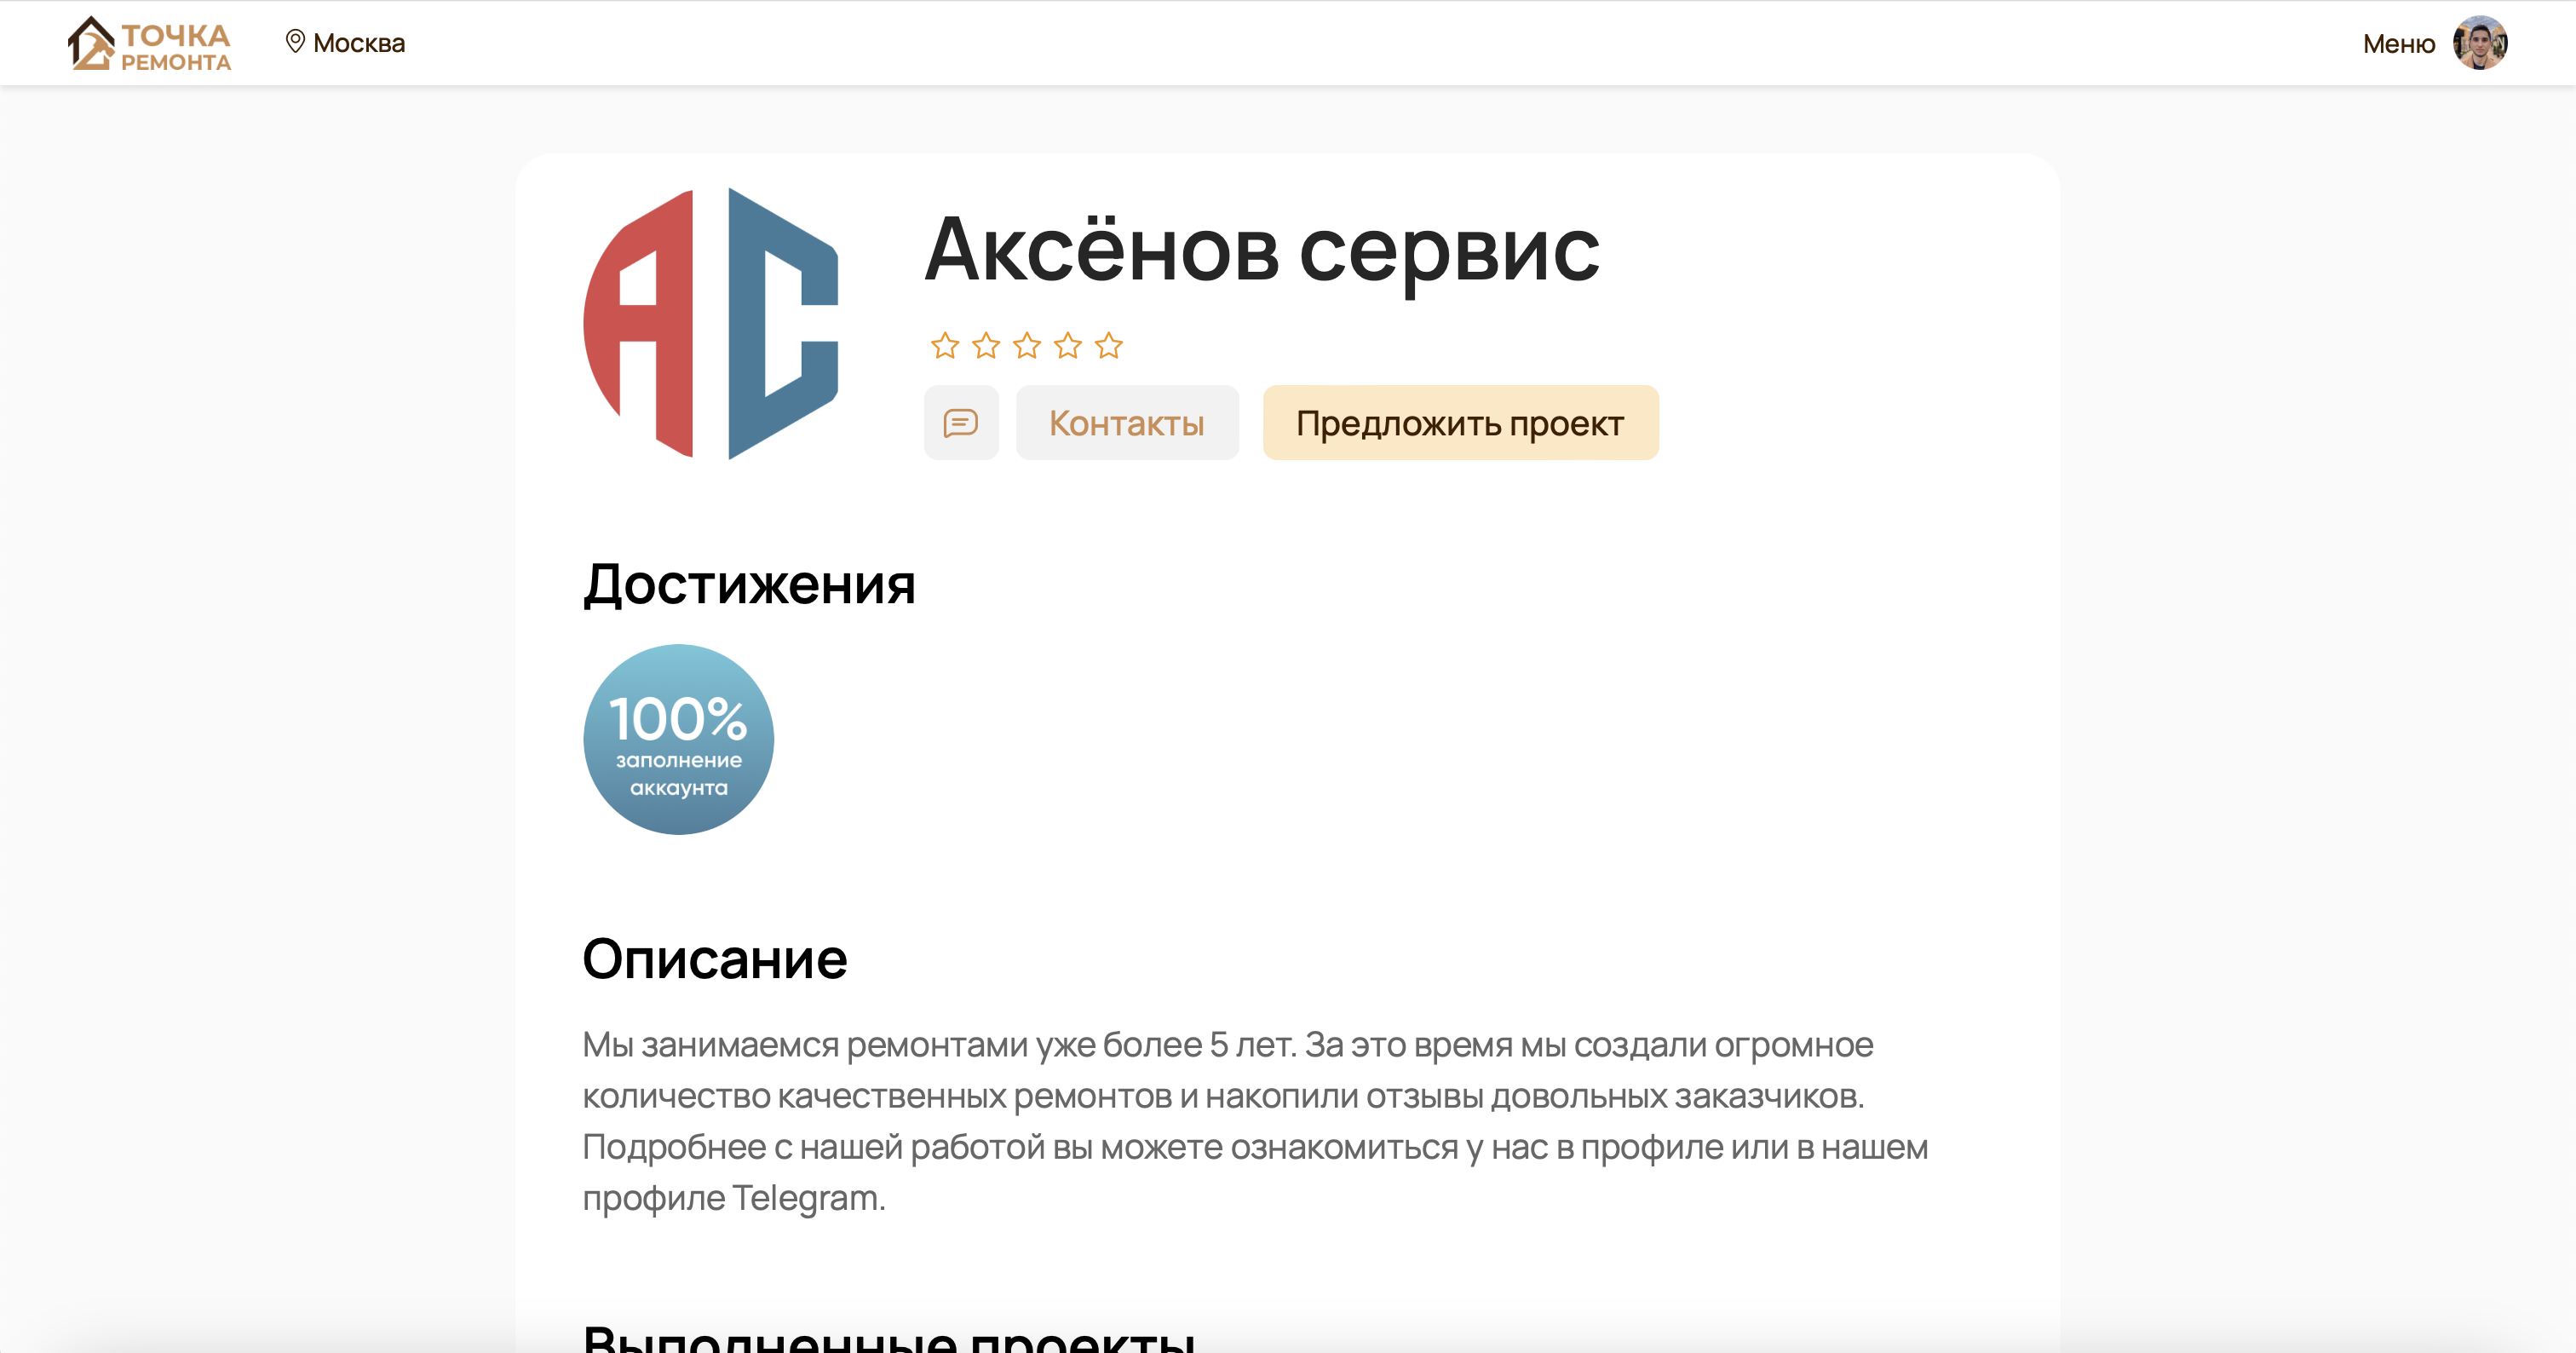 ТОЧКА
РЕМОНТА
Москва
Меню
АС
Аксёнов сервис
Контакты
Предложить проект
Достижения
100%
заполнение
аккаунта
Описание
Мы занимаемся ремонтами уже более 5 лет. За это время мы создали огромное
количество качественных ремонтов и накопили отзывы довольных заказчиков.
Подробнее с нашей работой вы можете ознакомиться у нас в профиле или в нашем
профиле Telegram.
Выполненные проекты